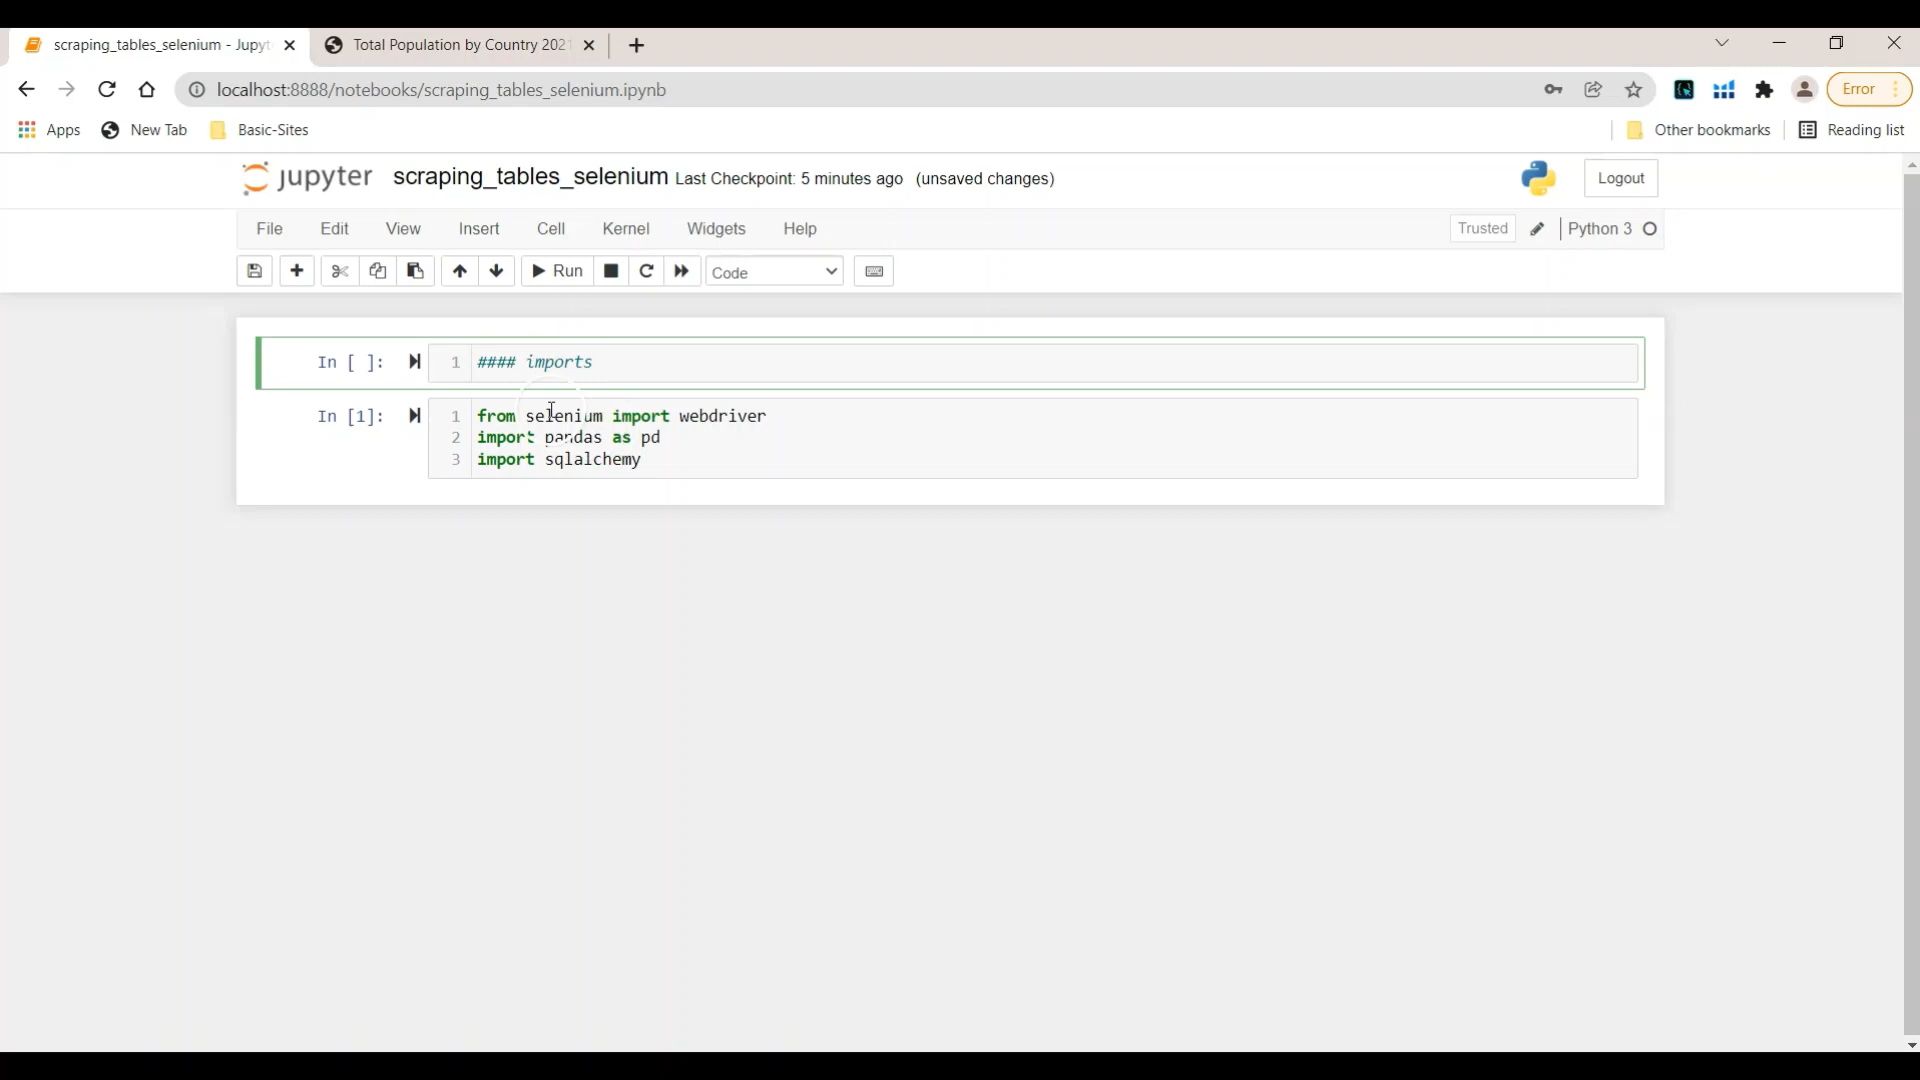 scraping_tables_selenium - Jupyt
Total Population by Country 202
localhost:8888/notebooks/scraping_tables_selenium.ipynb
Error
Apps
New Tab
Basic-Sites
Other bookmarks
Reading list
jupyter
scraping_tables_selenium Last Checkpoint: 5 minutes ago (unsaved changes)
Logout
File Edit View Insert Cell Kernel Widgets Help
Trusted
Python 3
Run
Code
In [ ]:
1 #### imports
In [1]:
1 from selenium import webdriver
2 import pandas as pd
3 import sqlalchemy